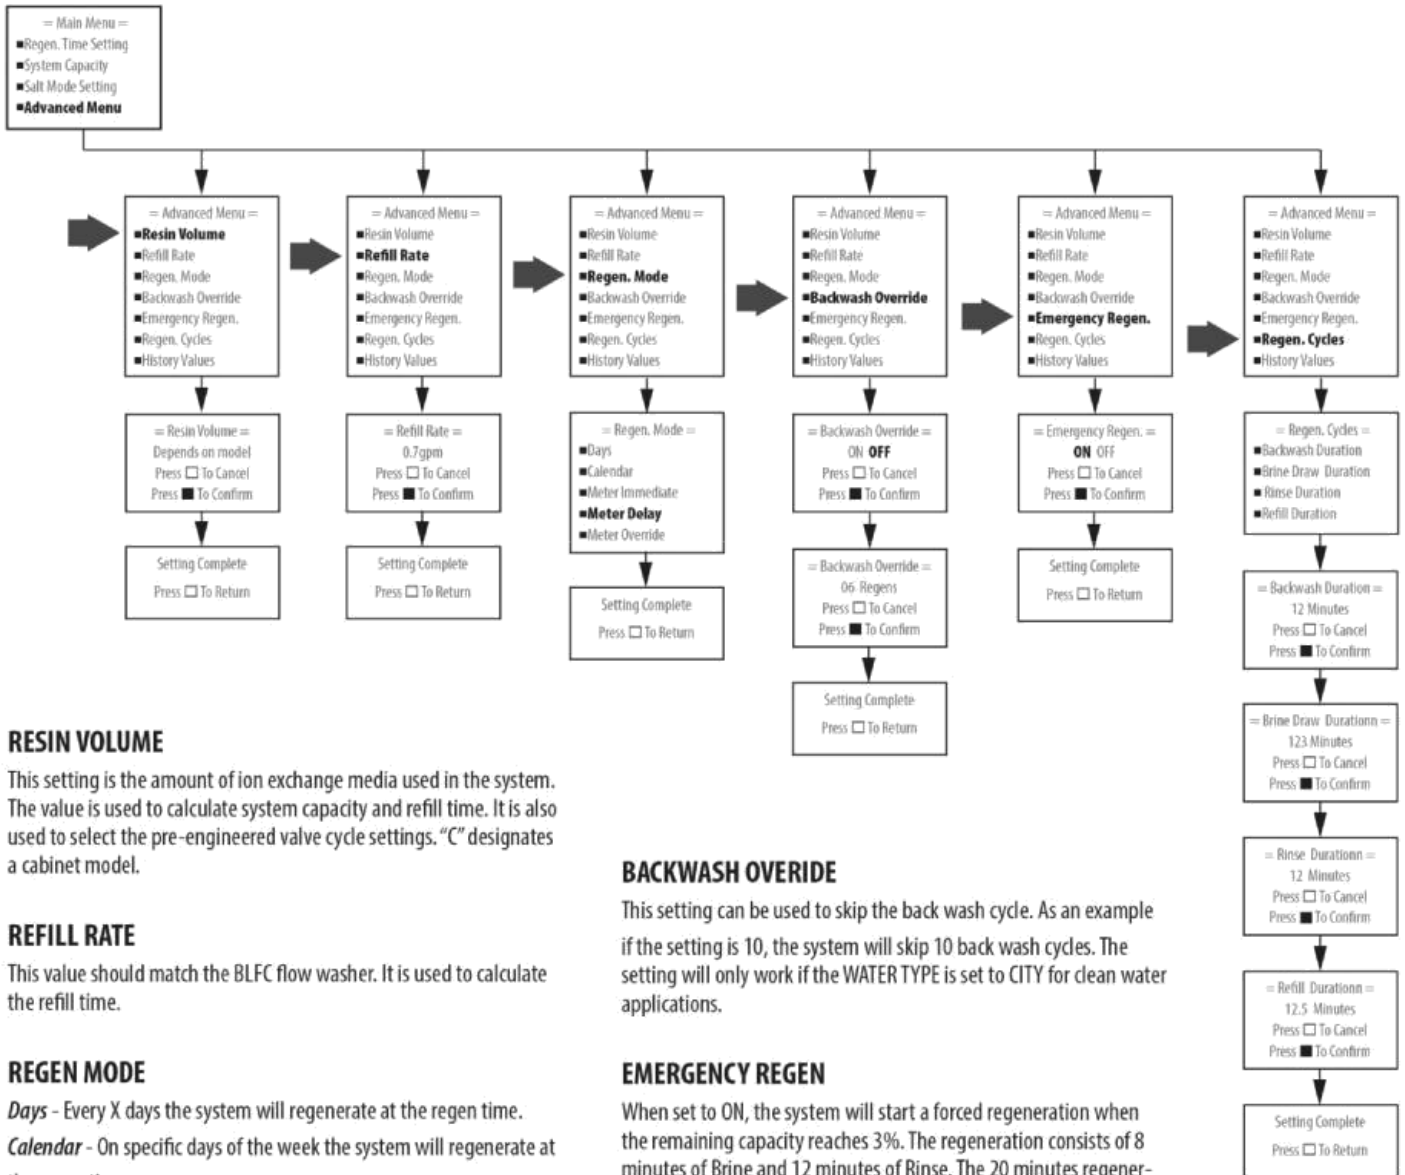 = Main Menu =
■Regen. Time Setting
■System Capacity
■Salt Mode Setting
■Advanced Menu
= Advanced Menu =
■Resin Volume
■Refill Rate
■Regen. Mode
■Backwash Override
■Emergency Regen.
■Regen. Cycles
■History Values
= Resin Volume =
Depends on model
Press □ To Cancel
Press ■ To Confirm
Setting Complete
Press □ To Return
= Advanced Menu =
■Resin Volume
■Refill Rate
■Regen. Mode
■Backwash Override
■Emergency Regen.
■Regen. Cycles
■History Values
= Refill Rate =
0.7gpm
Press □ To Cancel
Press ■ To Confirm
Setting Complete
Press □ To Return
= Advanced Menu =
■Resin Volume
■Refill Rate
■Regen. Mode
■Backwash Override
■Emergency Regen.
■Regen. Cycles
■History Values
= Regen. Mode =
■Days
■Calendar
■Meter Immediate
■Meter Delay
■Meter Override
Setting Complete
Press □ To Return
= Advanced Menu =
■Resin Volume
■Refill Rate
■Regen. Mode
■Backwash Override
■Emergency Regen.
■Regen. Cycles
■History Values
= Backwash Override =
ON OFF
Press □ To Cancel
Press ■ To Confirm
= Backwash Override =
06 Regens
Press □ To Cancel
Press ■ To Confirm
Setting Complete
Press □ To Return
= Advanced Menu =
■Resin Volume
■Refill Rate
■Regen. Mode
■Backwash Override
■Emergency Regen.
■Regen. Cycles
■History Values
= Emergency Regen. =
ON OFF
Press □ To Cancel
Press ■ To Confirm
Setting Complete
Press □ To Return
= Advanced Menu =
■Resin Volume
■Refill Rate
■Regen. Mode
■Backwash Override
■Emergency Regen.
■Regen. Cycles
■History Values
= Regen. Cycles =
■Backwash Duration
■Brine Draw Duration
■ Rinse Duration
■Refill Duration
= Backwash Duration =
12 Minutes
Press □ To Cancel
Press ■ To Confirm
= Brine Draw Durationn =
123 Minutes
Press □ To Cancel
Press ■ To Confirm
= Rinse Durationn =
12 Minutes
Press □ To Cancel
Press ■ To Confirm
= Refill Durationn =
12.5 Minutes
Press □ To Cancel
Press ■ To Confirm
Setting Complete
Press □ To Return
RESIN VOLUME
This setting is the amount of ion exchange media used in the system.
The value is used to calculate system capacity and refill time. It is also
used to select the pre-engineered valve cycle settings. "C" designates
a cabinet model.
REFILL RATE
This value should match the BLFC flow washer. It is used to calculate
the refill time.
REGEN MODE
Days - Every X days the system will regenerate at the regen time.
Calendar - On specific days of the week the system will regenerate at
BACKWASH OVERIDE
This setting can be used to skip the back wash cycle. As an example
if the setting is 10, the system will skip 10 back wash cycles. The
setting will only work if the WATER TYPE is set to CITY for clean water
applications.
EMERGENCY REGEN
When set to ON, the system will start a forced regeneration when
the remaining capacity reaches 3%. The regeneration consists of 8
minutes of Brine and 12 minutes of Rinse. The 20 minutes regener-